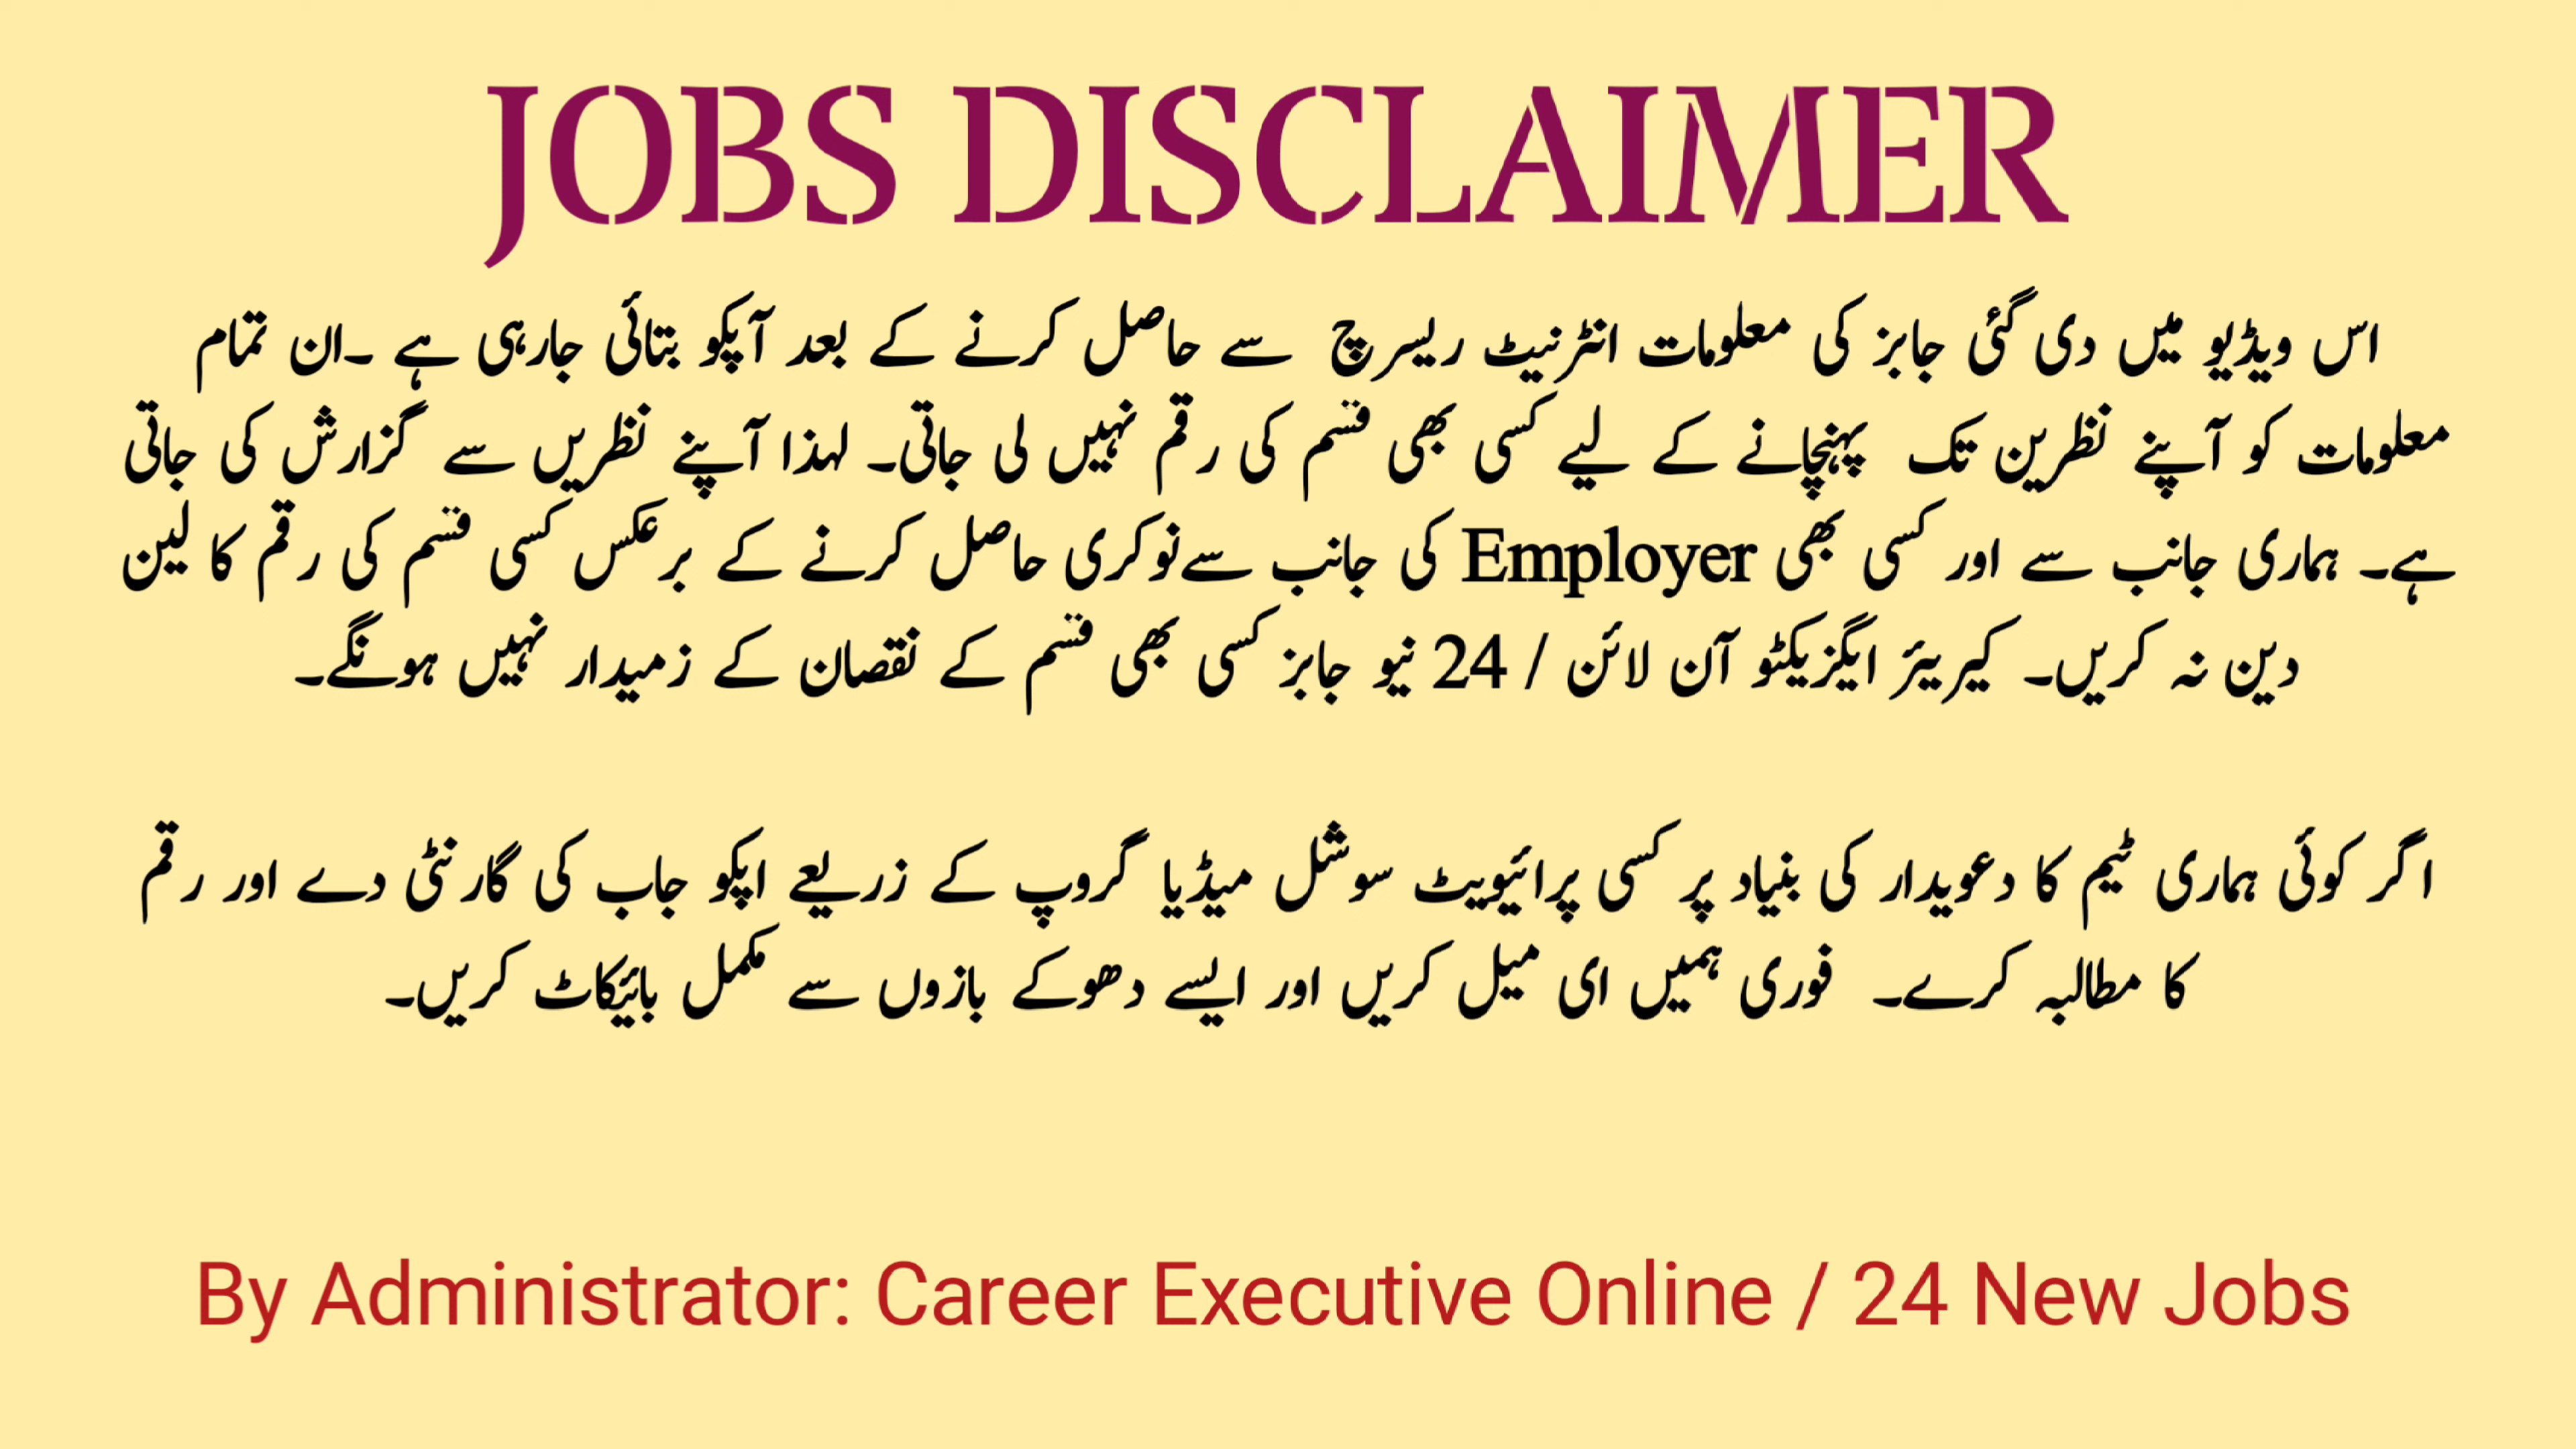 JOBS DISCLAIMER
اس ویڈیو میں دی گئی جابز کی معلومات انٹرنیٹ ریسرچ سے حاصل کرنے کے بعد آپکو بتائی جارہی ہے ۔ان تمام
معلومات کو آپنے نظرین تک پہنچانے کے لیے کسی بھی قسم کی رقم نہیں لی جاتی۔ لہذا آپنے نظریں سے گزارش کی جاتی
ہے۔ ہماری جانب سے اور کسی بھی Employer کی جانب سےنوکری حاصل کرنے کے برعکس کسی قسم کی رقم کا لین
دین نہ کریں۔ کیریئر ایگزیکٹو آن لائن / 24 نیو جابز کسی بھی قسم کے نقصان کے زمیدار نہیں ہونگے۔
اگر کوئی ہماری ٹیم کا دعویدار کی بنیاد پر کسی پرائیویٹ سوشل میڈیا گروپ کے زریعے اپکو جاب کی گارنٹی دے اور رقم
کا مطالبہ کرے۔ فوری ہمیں ای میل کریں اور ایسے دھوکے بازوں سے مکمل بائیکاٹ کریں۔
By Administrator: Career Executive Online / 24 New Jobs